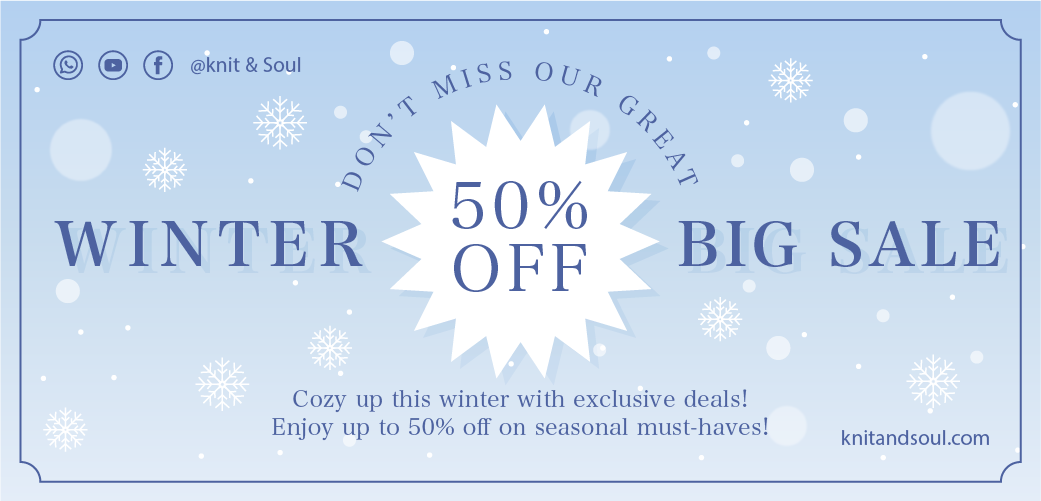 @knit & Soul
DON'T MISS OUR GREAT
WINTER
50%
OFF
BIG SALE
Cozy up this winter with exclusive deals!
Enjoy up to 50% off on seasonal must-haves!
knitandsoul.com